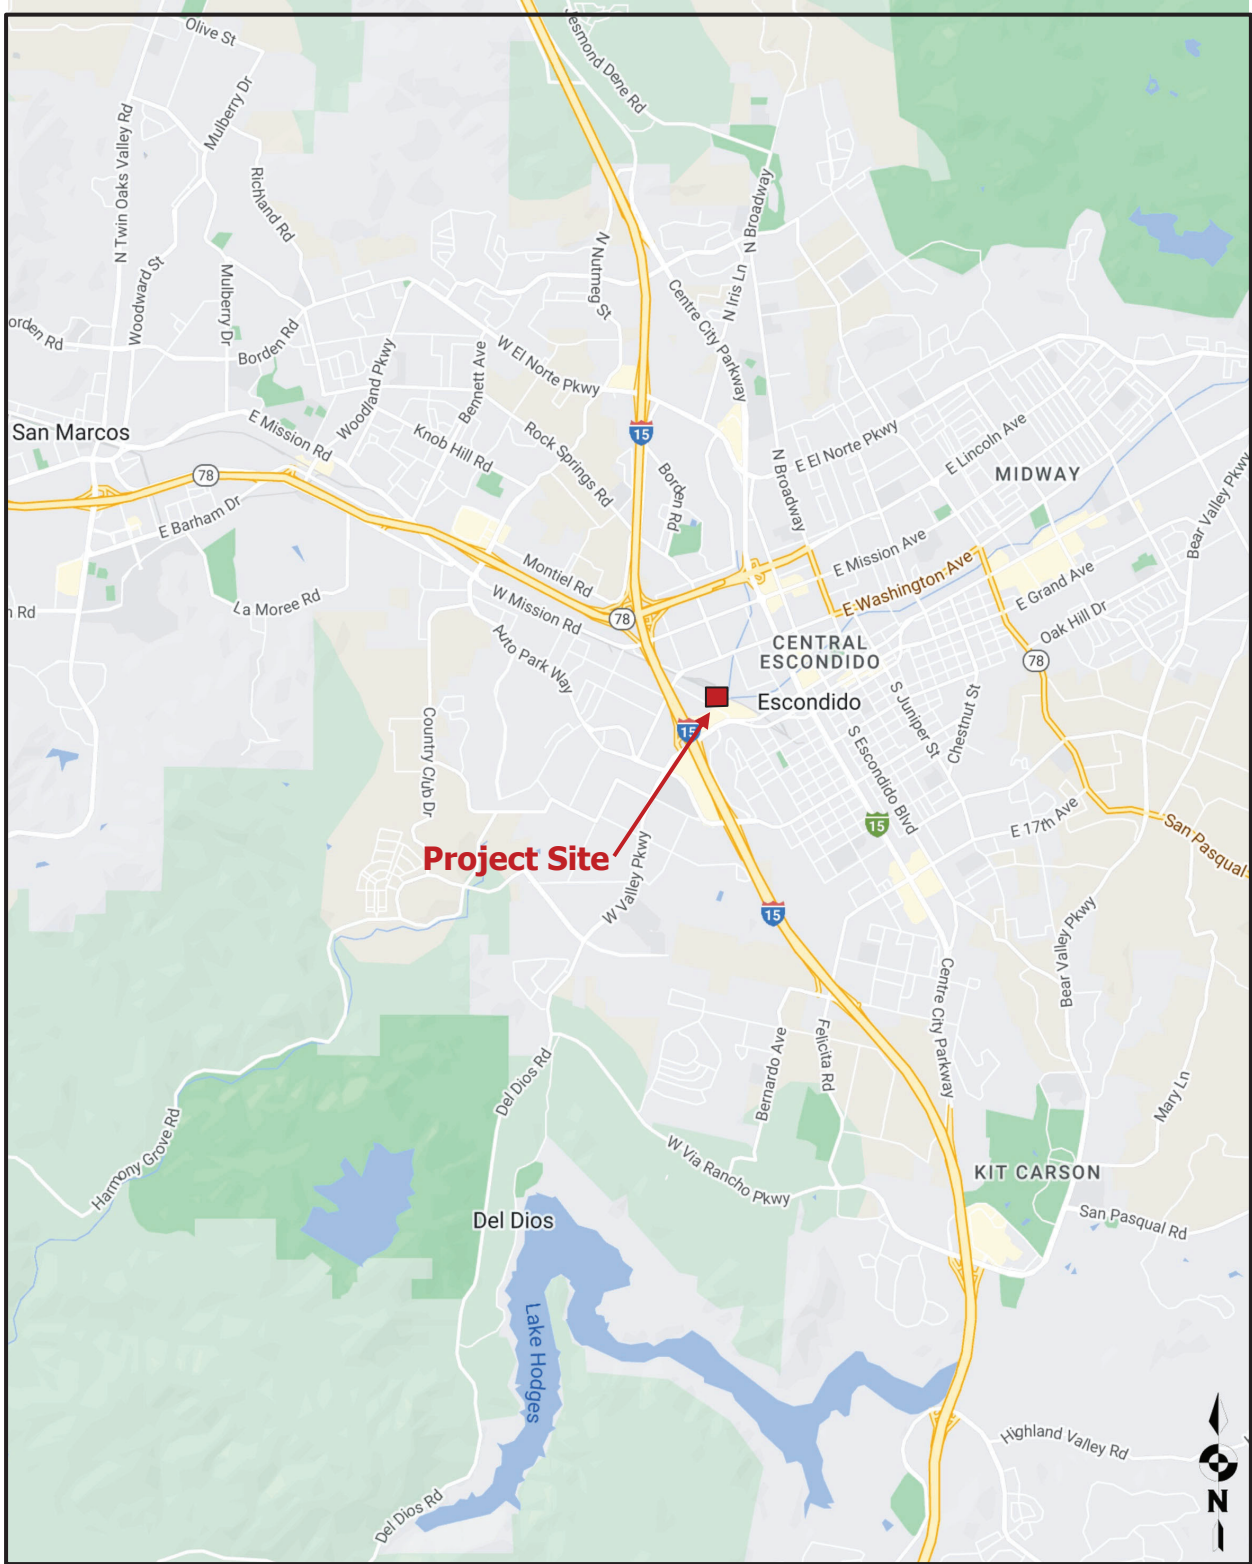 Olive St
Jesmond Dene Rd
Mulberry Dr
N Twin Oaks Valley Rd
Richland Rd
N Broadway
N Nutmeg St
Woodward St
Mulberry Dr
N Iris Ln
Centre City Parkway
orden Rd
Borden Rd
Woodland Pkwy
Bennett Ave
W El Norte Pkwy
San Marcos
E Mission Rd
Knob Hill Rd
Rock Springs Rd
15
Borden Rd
N Broadway
E El Norte Pkwy
E Lincoln Ave
MIDWAY
Bear Valley Pkwy
78
E Barham Dr
Montiel Rd
E Mission Ave
E Washington Ave
E Grand Ave
Oak Hill Dr
n Rd
La Moree Rd
W Mission Rd
78
Auto Park Way
CENTRAL
ESCONDIDO
78
Escondido
S Juniper St
Chestnut St
Country Club Dr
15
S Escondido Blvd
15
E 17th Ave
San Pasqual
Project Site
W Valley Pkwy
15
Bear Valley Pkwy
Centre City Parkway
Felicita Rd
Bernardo Ave
Del Dios Rd
Mary Ln
Harmony Grove Rd
W Via Rancho Pkwy
KIT CARSON
Del Dios
San Pasqual Rd
Lake Hodges
Highland Valley Rd
Del Dios Rd
N